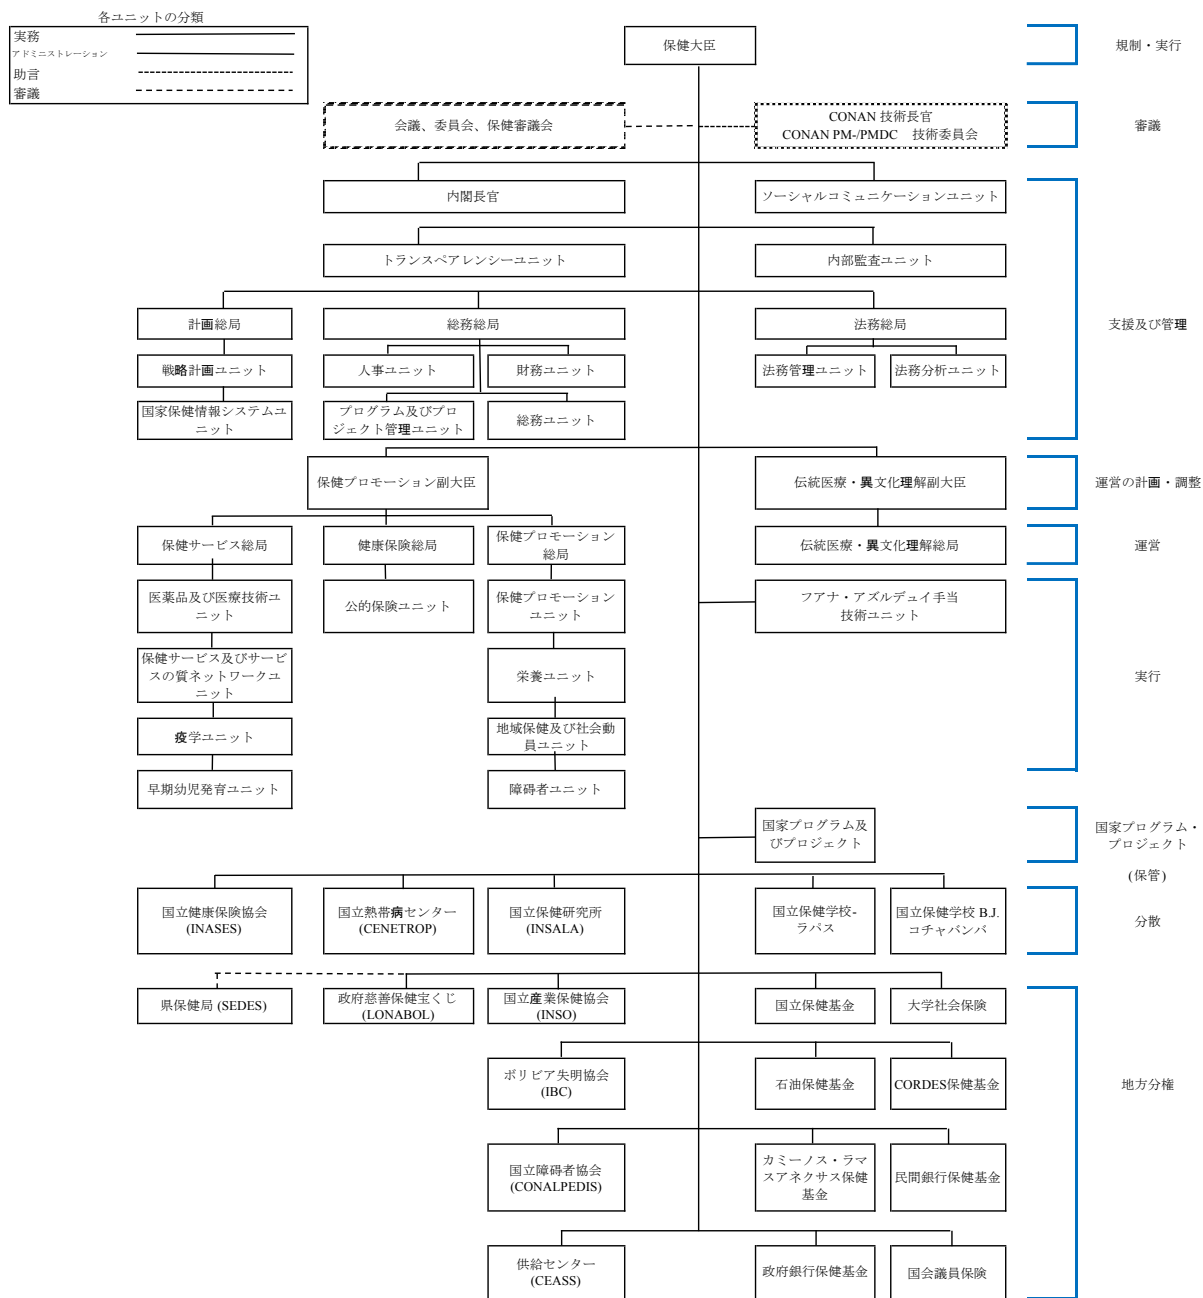 各ユニットの分類
実務
アドミニストレーション
助言
審議
保健大臣
規制・実行
会議、委員会、保健審議会
CONAN 技術長官
CONAN PM-/PMDC 技術委員会
審議
内閣長官
ソーシャルコミュニケーションユニット
トランスペアレンシーユニット
内部監査ユニット
計画総局
総務総局
法務総局
支援及び管理
戦略計画ユニット
人事ユニット
財務ユニット
法務管理ユニット
法務分析ユニット
国家保健情報システムユ
ニット
プログラム及びプロ
ジェクト管理ユニット
総務ユニット
保健プロモーション副大臣
伝統医療・異文化理解副大臣
運営の計画・調整
保健サービス総局
健康保険総局
保健プロモーション
総局
伝統医療・異文化理解総局
運営
医薬品及び医療技術ユ
ニット
公的保険ユニット
保健プロモーション
ユニット
フアナ・アズルデュイ手当
技術ユニット
保健サービス及びサービ
スの質ネットワークユ
ニット
栄養ユニット
実行
疫学ユニット
地域保健及び社会動
員ユニット
早期幼児発育ユニット
障碍者ユニット
国家プログラム及
びプロジェクト
国家プログラム・
プロジェクト
(保管)
国立健康保険協会
(INASES)
国立熱帯病センター
(CENETROP)
国立保健研究所
(INSALA)
国立保健学校-
ラパス
国立保健学校 B.J.
コチャバンバ
分散
県保健局 (SEDES)
政府慈善保健宝くじ
(LONABOL)
国立産業保健協会
(INSO)
国立保健基金
大学社会保険
ボリビア失明協会
(IBC)
石油保健基金
CORDES保健基金
地方分権
国立障碍者協会
(CONALPEDIS)
カミーノス・ラマ
スアネクサス保健
基金
民間銀行保健基金
供給センター
(CEASS)
政府銀行保健基金
国会議員保険